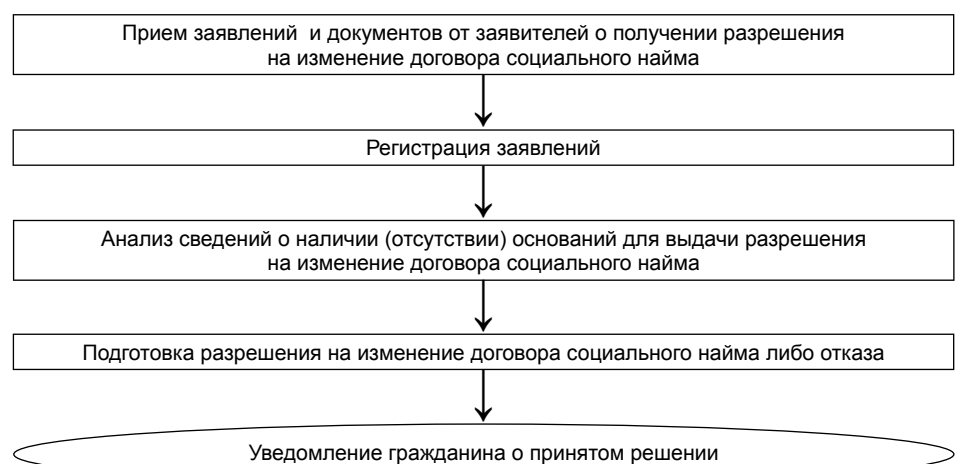 Прием заявлений и документов от заявителей о получении разрешения
на изменение договора социального найма
Регистрация заявлений
Анализ сведений о наличии (отсутствии) оснований для выдачи разрешения
на изменение договора социального найма
Подготовка разрешения на изменение договора социального найма либо отказа
Уведомление гражданина о принятом решении